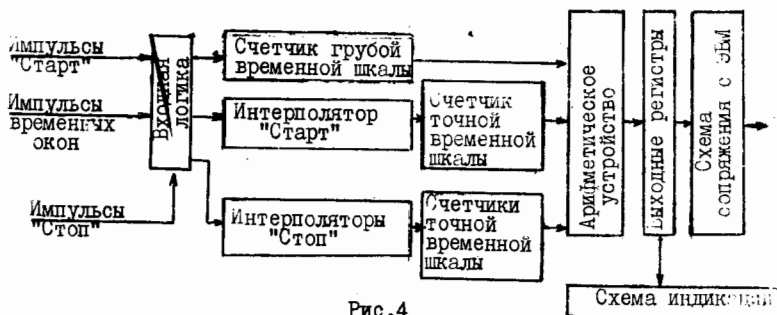 Импульсы
"Старт"
Импульсы
временных
окон
Импульсы
"Стоп"
Входная
логика
Счетчик грубой
временной шкалы
Интерполятор
"Старт"
Счетчик
точной
временной
шкалы
Интерполяторы
"Стоп"
Счетчики
точной
временной
шкалы
Арифметическое
устройство
Выходные регистры
Схема
сопряжения с ЭВМ
Схема индикации
Рис.4